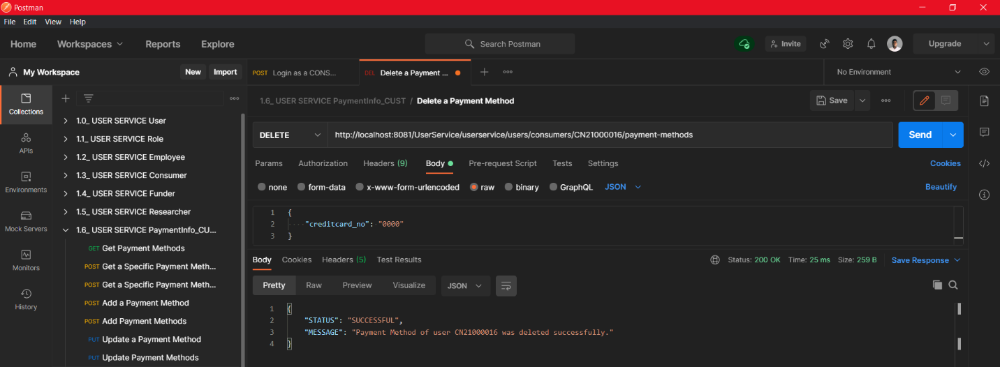 Postman
File Edit View Help
Home Workspaces Reports Explore Search Postman Invite Upgrade
My Workspace New Import POST Login as a CONS... DEL Delete a Payment ... No Environment
Collections
APIs
Environments
Mock Servers
Monitors
History
1.0_ USER SERVICE User
1.1_ USER SERVICE Role
1.2_ USER SERVICE Employee
1.3_ USER SERVICE Consumer
1.4_ USER SERVICE Funder
1.5_ USER SERVICE Researcher
1.6_ USER SERVICE PaymentInfo_CU...
GET Get Payment Methods
POST Get a Specific Payment Meth...
POST Get a Specific Payment Meth...
POST Add a Payment Method
POST Add Payment Methods
PUT Update a Payment Method
PUT Update Payment Methods
1.6_ USER SERVICE PaymentInfo_CUST / Delete a Payment Method Save
DELETE http://localhost:8081/UserService/userservice/users/consumers/CN21000016/payment-methods Send
Params Authorization Headers (9) Body Pre-request Script Tests Settings Cookies
none form-data x-www-form-urlencoded raw binary GraphQL JSON Beautify
1 {
2 "creditcard_no": "0000"
3 }
Body Cookies Headers (5) Test Results Status: 200 OK Time: 25 ms Size: 259 B Save Response
Pretty Raw Preview Visualize JSON
1 {
2 "STATUS": "SUCCESSFUL",
3 "MESSAGE": "Payment Method of user CN21000016 was deleted successfully."
4 }